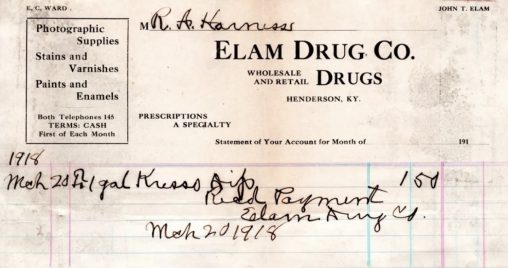 E, C. WARD
JOHN T. ELAM
Photographic
Supplies
Stains and
Varnishes
Paints and
Enamels
Both Telephones 145
TERMS: CASH
First of Each Month
M R. A. Harness
ELAM DRUG CO.
WHOLESALE
AND RETAIL DRUGS
HENDERSON, KY.
PRESCRIPTIONS
A SPECIALTY
Statement of Your Account for Month of 191
1918
Mch 20 To 1 gal Kreso Dip 1 50
Recd Payment
Elam Drug Co.
Mch 20 1918